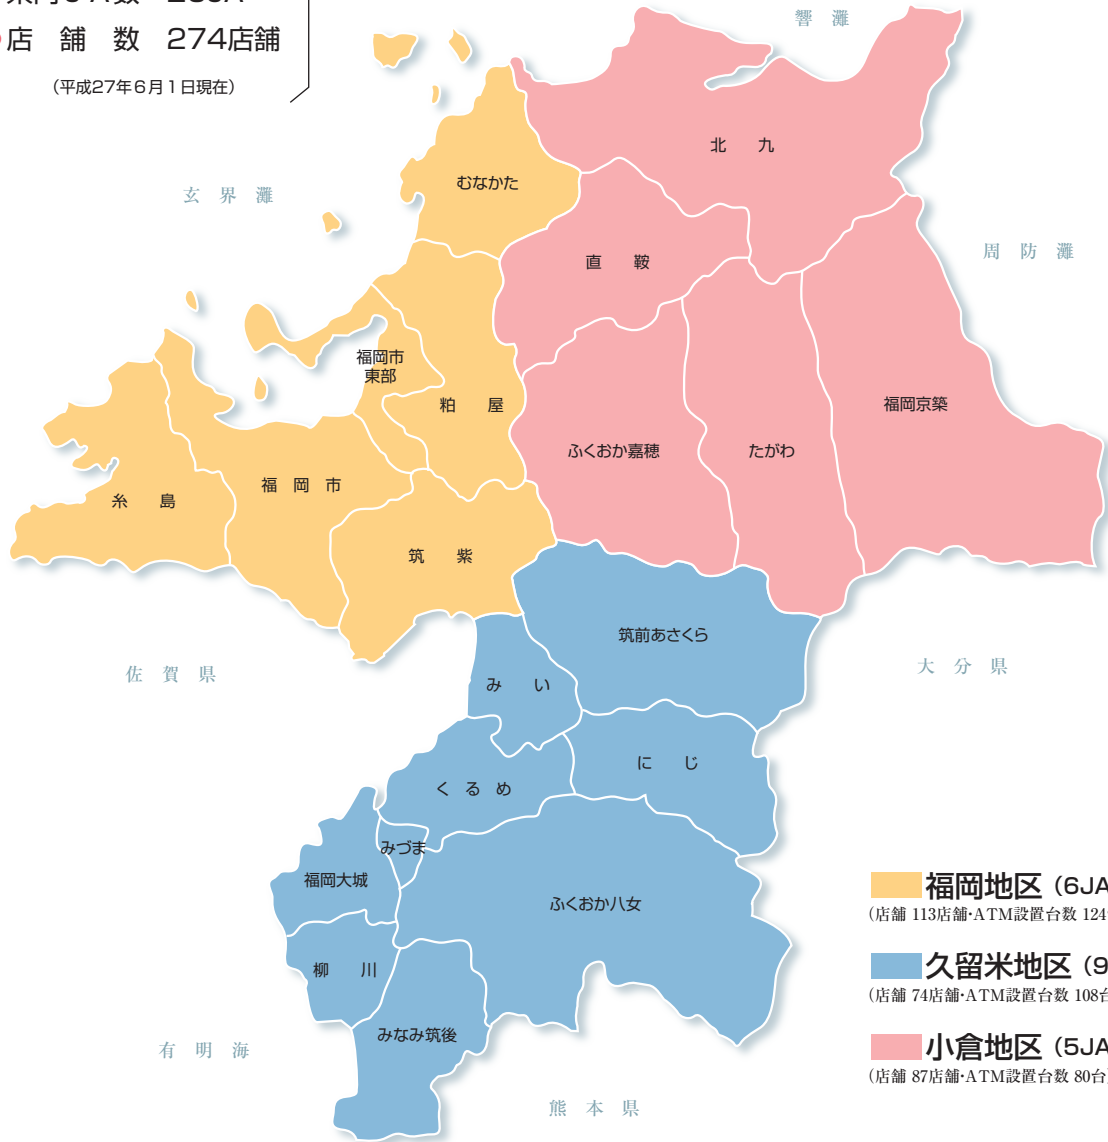 店　舗　数　274店舗
(平成27年6月1日現在)
響灘
北九
むなかた
玄界灘
周防灘
直鞍
福岡市
東部
粕屋
福岡京築
ふくおか嘉穂
たがわ
福岡市
糸島
筑紫
筑前あさくら
佐賀県
大分県
みい
にじ
くるめ
みづま
福岡大城
ふくおか八女
柳川
みなみ筑後
有明海
熊本県
福岡地区(6JA
(店舗 113店舗・ATM設置台数 124
久留米地区(9
(店舗 74店舗・ATM設置台数 108台
小倉地区(5JA
(店舗 87店舗・ATM設置台数 80台